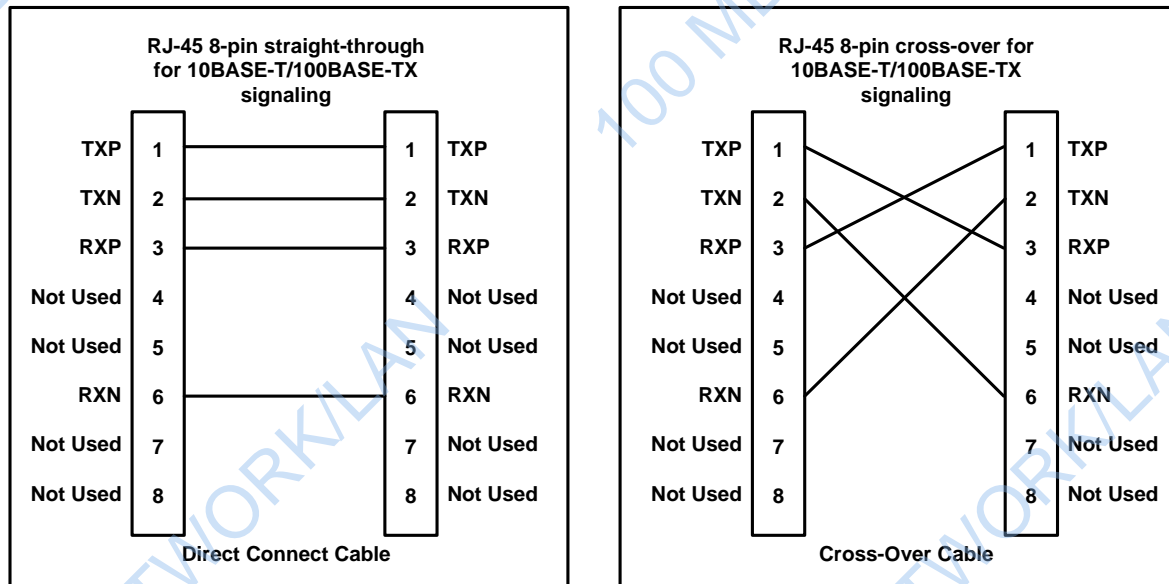 RJ-45 8-pin straight-through
for 10BASE-T/100BASE-TX
signaling
TXP 1 1 TXP
TXN 2 2 TXN
RXP 3 3 RXP
Not Used 4 4 Not Used
Not Used 5 5 Not Used
RXN 6 6 RXN
Not Used 7 7 Not Used
Not Used 8 8 Not Used
Direct Connect Cable
RJ-45 8-pin cross-over for
10BASE-T/100BASE-TX
signaling
TXP 1 1 TXP
TXN 2 2 TXN
RXP 3 3 RXP
Not Used 4 4 Not Used
Not Used 5 5 Not Used
RXN 6 6 RXN
Not Used 7 7 Not Used
Not Used 8 8 Not Used
Cross-Over Cable
100